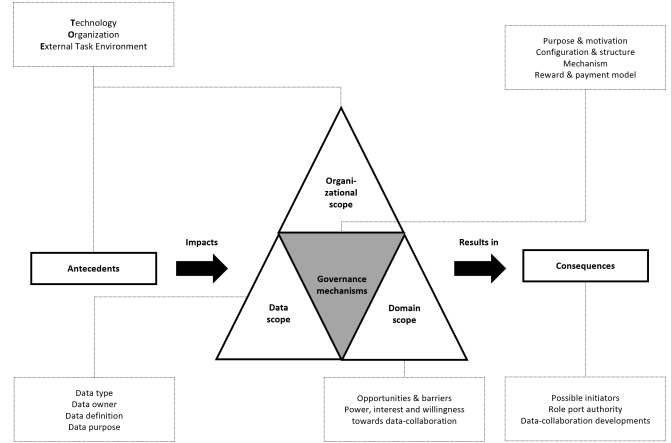 Technology
Organization
External Task Environment
Purpose & motivation
Configuration & structure
Mechanism
Reward & payment model
Organi-
zational
scope
Impacts
Results in
Antecedents
Governance
mechanisms
Consequences
Data
scope
Domain
scope
Data type
Data owner
Data definition
Data purpose
Opportunities & barriers
Power, interest and willingness
towards data-collaboration
Possible initiators
Role port authority
Data-collaboration developments